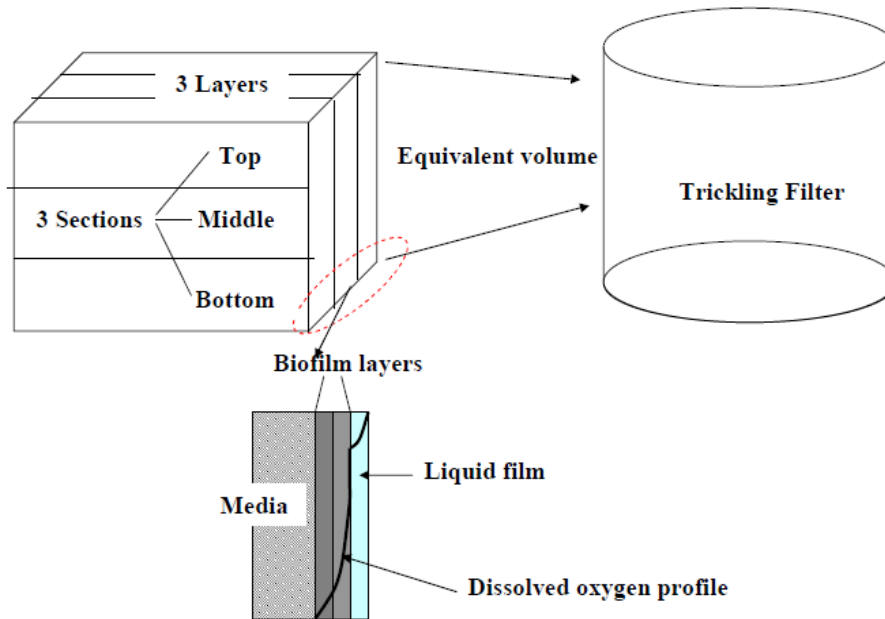 3 Layers
Top
Equivalent volume
Trickling Filter
3 Sections
Middle
Bottom
Biofilm layers
Liquid film
Media
Dissolved oxygen profile